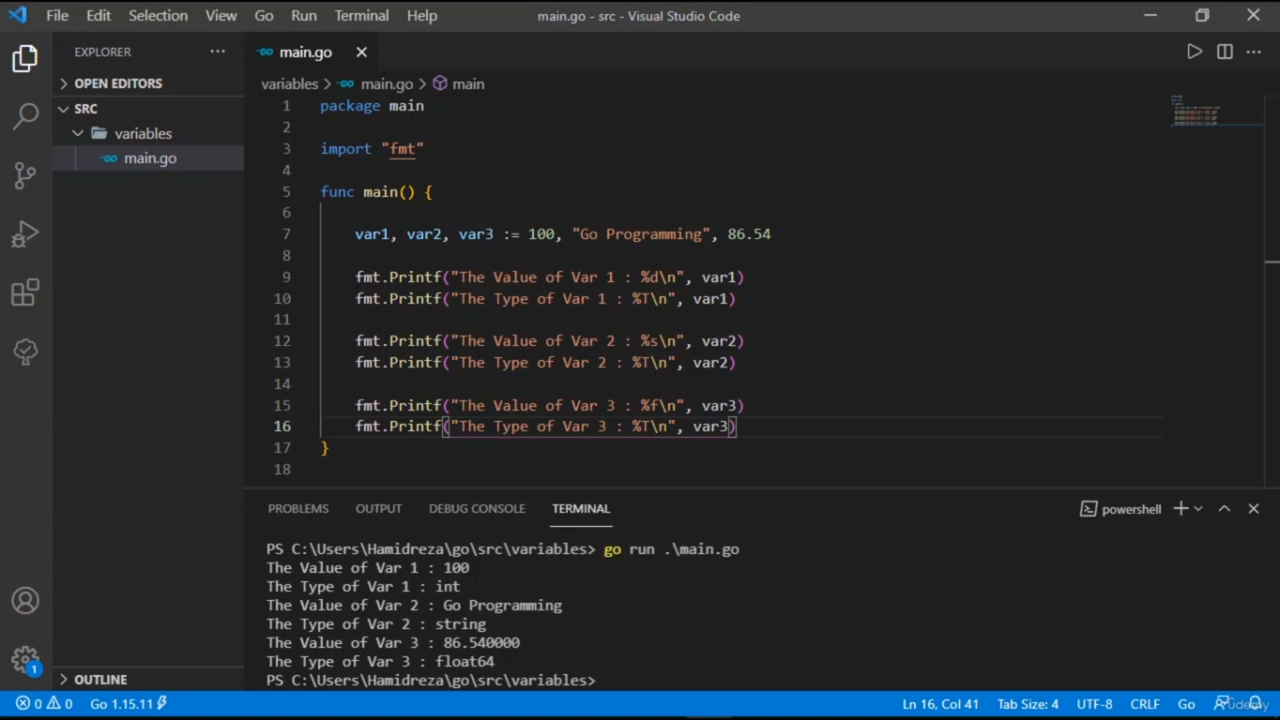 File Edit Selection View Go Run Terminal Help main.go - src - Visual Studio Code
EXPLORER
OPEN EDITORS
SRC
variables
main.go
OUTLINE
1
main.go
variables > main.go > main
1 package main
2
3 import "fmt"
4
5 func main() {
6
7 var1, var2, var3 := 100, "Go Programming", 86.54
8
9 fmt.Printf("The Value of Var 1 : %d\n", var1)
10 fmt.Printf("The Type of Var 1 : %T\n", var1)
11
12 fmt.Printf("The Value of Var 2 : %s\n", var2)
13 fmt.Printf("The Type of Var 2 : %T\n", var2)
14
15 fmt.Printf("The Value of Var 3 : %f\n", var3)
16 fmt.Printf("The Type of Var 3 : %T\n", var3)
17 }
18
PROBLEMS OUTPUT DEBUG CONSOLE TERMINAL powershell
PS C:\Users\Hamidreza\go\src\variables> go run .\main.go
The Value of Var 1 : 100
The Type of Var 1 : int
The Value of Var 2 : Go Programming
The Type of Var 2 : string
The Value of Var 3 : 86.540000
The Type of Var 3 : float64
PS C:\Users\Hamidreza\go\src\variables>
0 0 Go 1.15.11 Ln 16, Col 41 Tab Size: 4 UTF-8 CRLF Go
Udemy